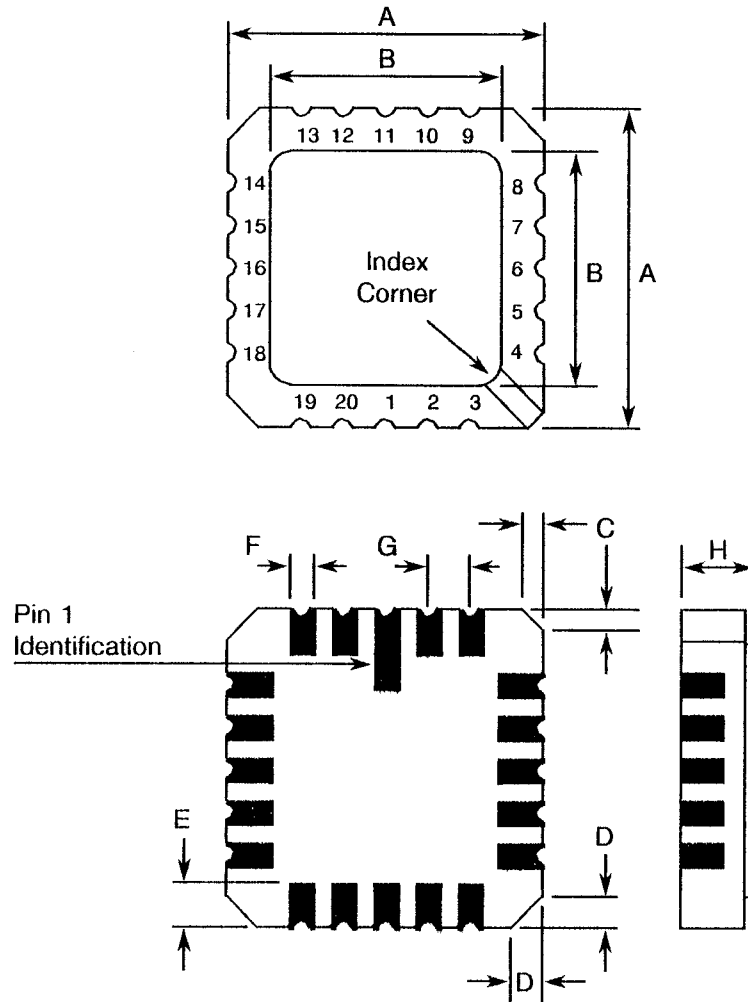 A
B
13 12 11 10 9
14 8
15 7
16 Index 6 B A
Corner
17 5
18 4
19 20 1 2 3
C
F G H
Pin 1
Identification
E D
D